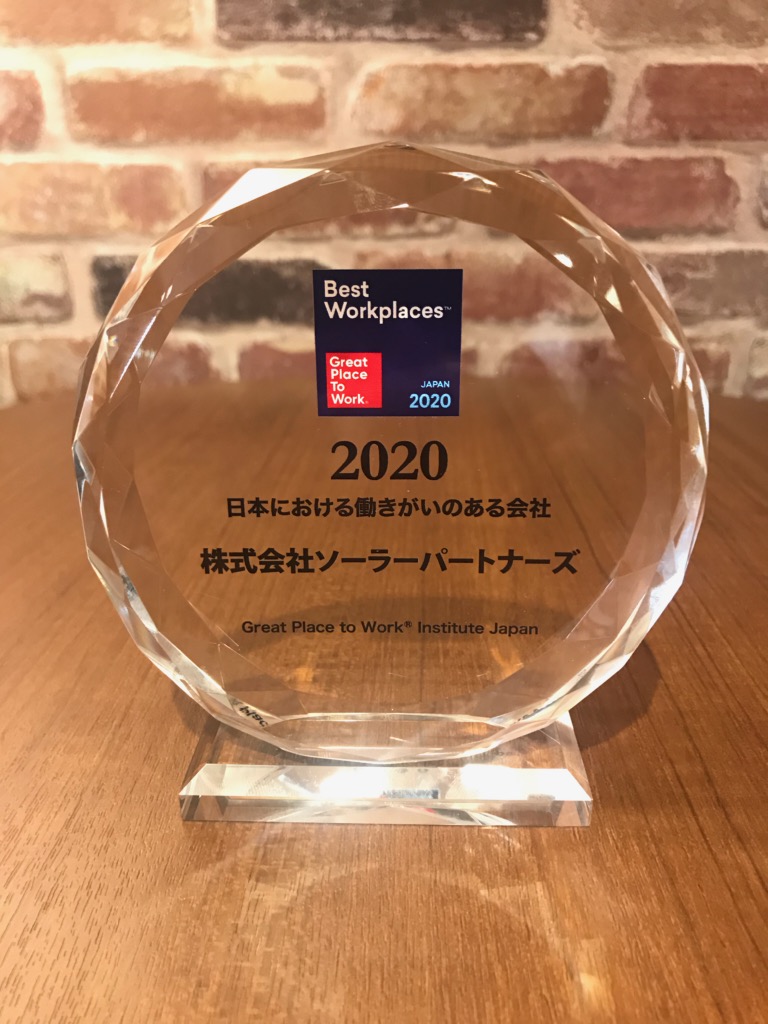 Best
Workplaces™
Great
Place
To
Work®
JAPAN
2020
2020
日本における働きがいのある会社
株式会社ソーラーパートナーズ
Great Place to Work® Institute Japan